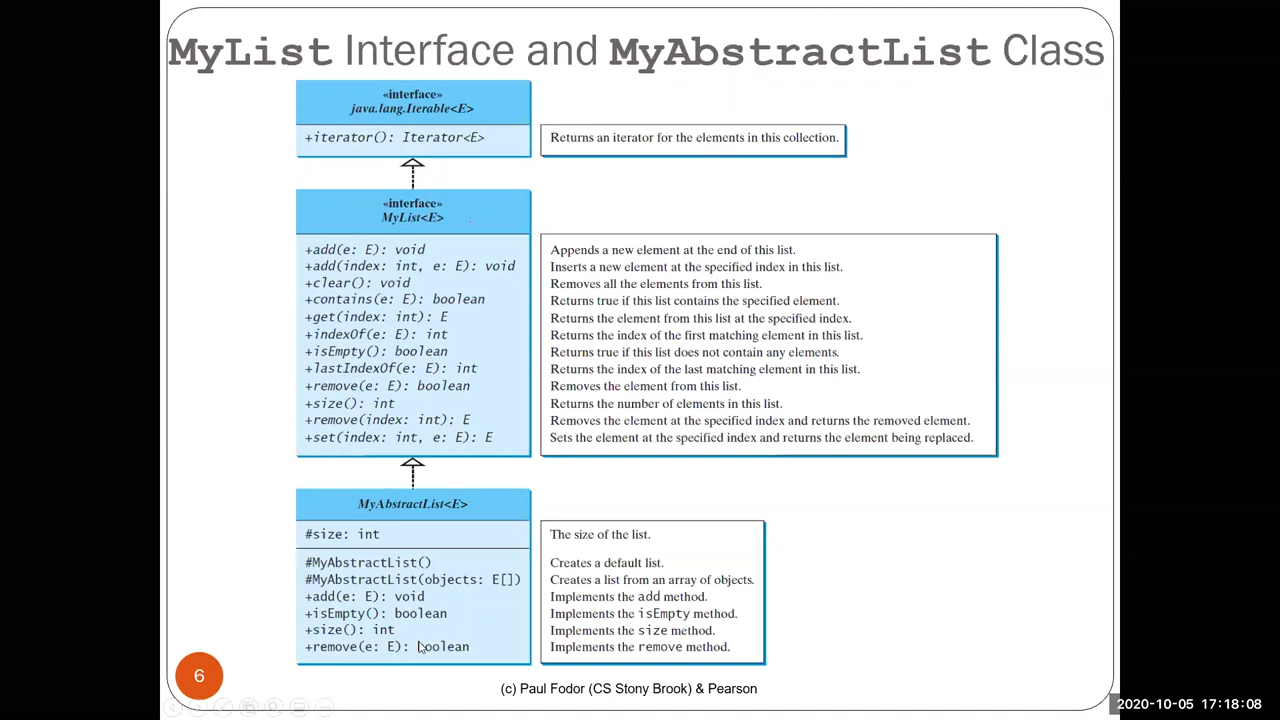 MyList Interface and MyAbstractList Class
«interface»
java.lang.Iterable<E>
+iterator(): Iterator<E>
Returns an iterator for the elements in this collection.
«interface»
MyList<E>
+add(e: E): void
Appends a new element at the end of this list.
+add(index: int, e: E): void
Inserts a new element at the specified index in this list.
+clear(): void
Removes all the elements from this list.
+contains(e: E): boolean
Returns true if this list contains the specified element.
+get(index: int): E
Returns the element from this list at the specified index.
+indexOf(e: E): int
Returns the index of the first matching element in this list.
+isEmpty(): boolean
Returns true if this list does not contain any elements.
+lastIndexOf(e: E): int
Returns the index of the last matching element in this list.
+remove(e: E): boolean
Removes the element from this list.
+size(): int
Returns the number of elements in this list.
+remove(index: int): E
Removes the element at the specified index and returns the removed element.
+set(index: int, e: E): E
Sets the element at the specified index and returns the element being replaced.
MyAbstractList<E>
#size: int
The size of the list.
#MyAbstractList()
Creates a default list.
#MyAbstractList(objects: E[])
Creates a list from an array of objects.
+add(e: E): void
Implements the add method.
+isEmpty(): boolean
Implements the isEmpty method.
+size(): int
Implements the size method.
+remove(e: E): boolean
Implements the remove method.
6
(c) Paul Fodor (CS Stony Brook) & Pearson
2020-10-05 17:18:08